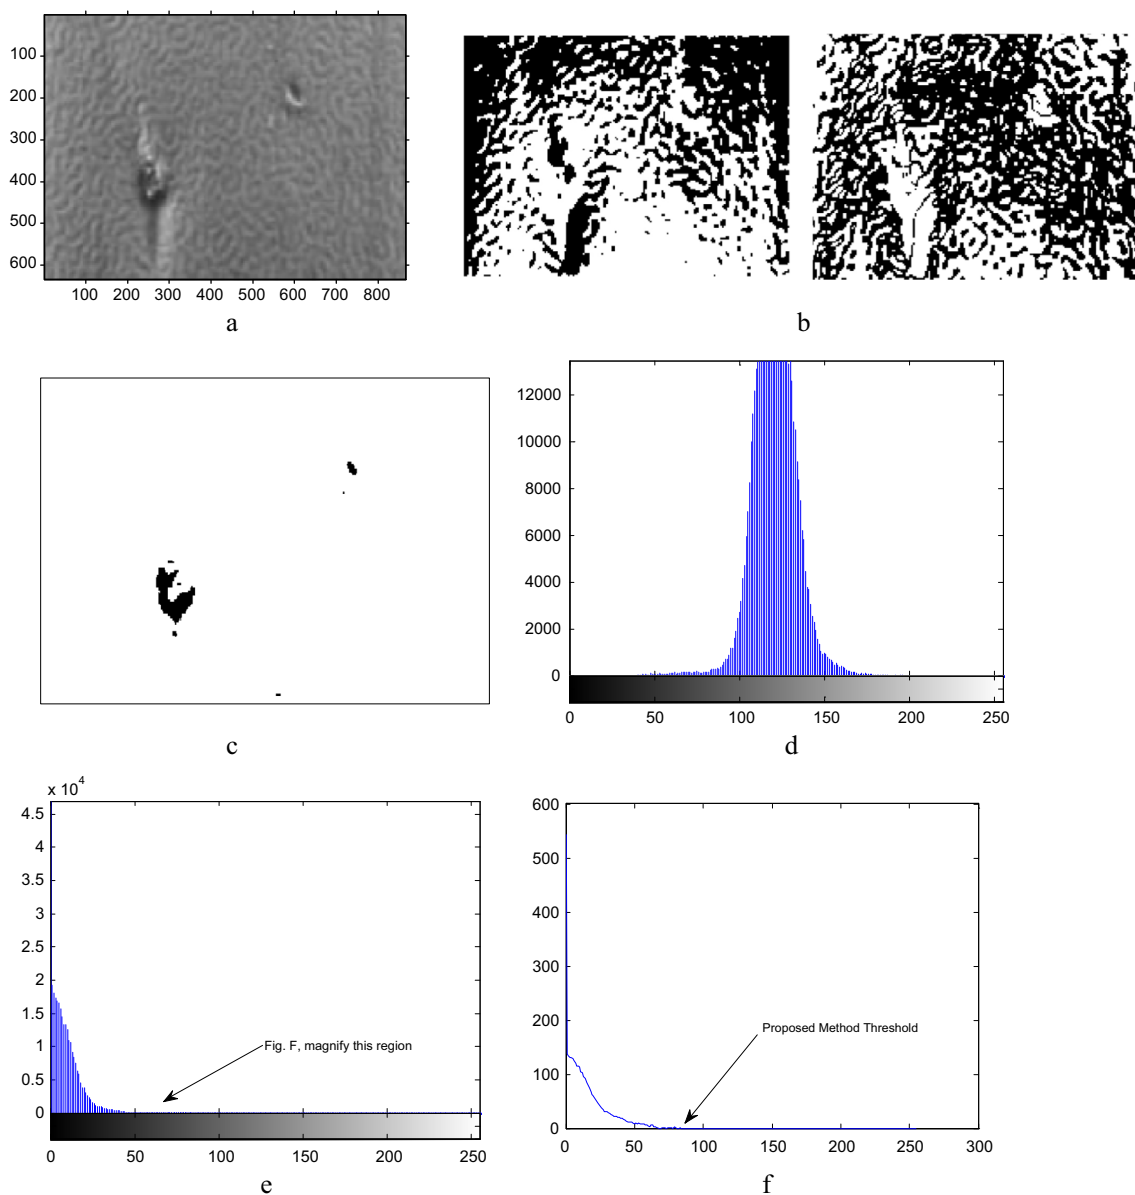 100
200
300
400
500
600
100 200 300 400 500 600 700 800
a
b
c
12000
10000
8000
6000
4000
2000
0
0 50 100 150 200 250
d
x 10^4
4.5
4
3.5
3
2.5
2
1.5
1
0.5
0
Fig. F, magnify this region
0 50 100 150 200 250
e
600
500
400
300
200
100
0
Proposed Method Threshold
0 50 100 150 200 250 300
f